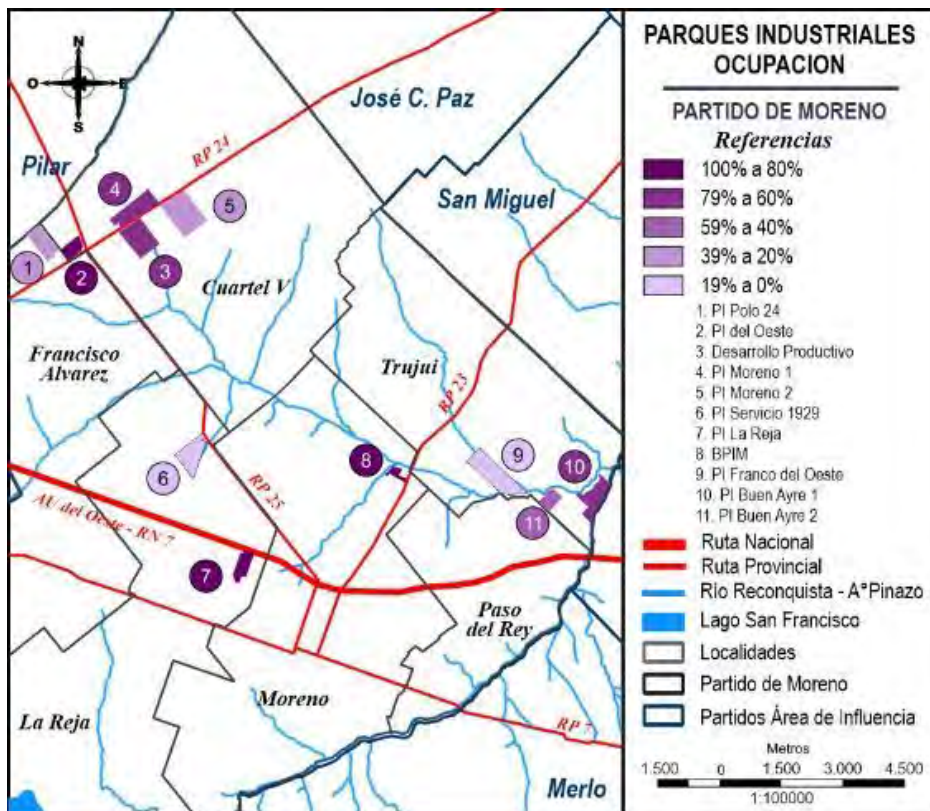 N
O
E
S
José C. Paz
RP 24
Pilar
San Miguel
4
5
1
2
3
Cuartel V
Francisco
Alvarez
Trujui
RP 23
8
9
10
6
11
RP 25
AU del Oeste - RN 7
7
Paso
del Rey
Moreno
La Reja
RP 7
Merlo
PARQUES INDUSTRIALES
OCUPACION
PARTIDO DE MORENO
Referencias
100% a 80%
79% a 60%
59% a 40%
39% a 20%
19% a 0%
1. PI Polo 24
2. PI del Oeste
3. Desarrollo Productivo
4. PI Moreno 1
5. PI Moreno 2
6. PI Servicio 1929
7. PI La Reja
8. BPIM
9. PI Franco del Oeste
10. PI Buen Ayre 1
11. PI Buen Ayre 2
Ruta Nacional
Ruta Provincial
Río Reconquista - A°Pinazo
Lago San Francisco
Localidades
Partido de Moreno
Partidos Área de Influencia
Metros
1.500 0 1.500 3.000 4.500
1:100000